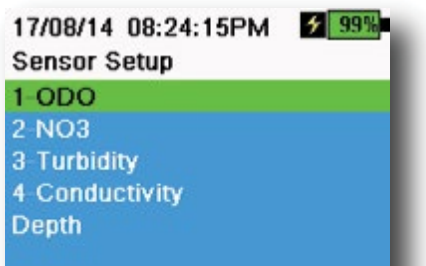 17/08/14 08:24:15PM 99%
Sensor Setup
1-ODO
2-NO3
3-Turbidity
4-Conductivity
Depth